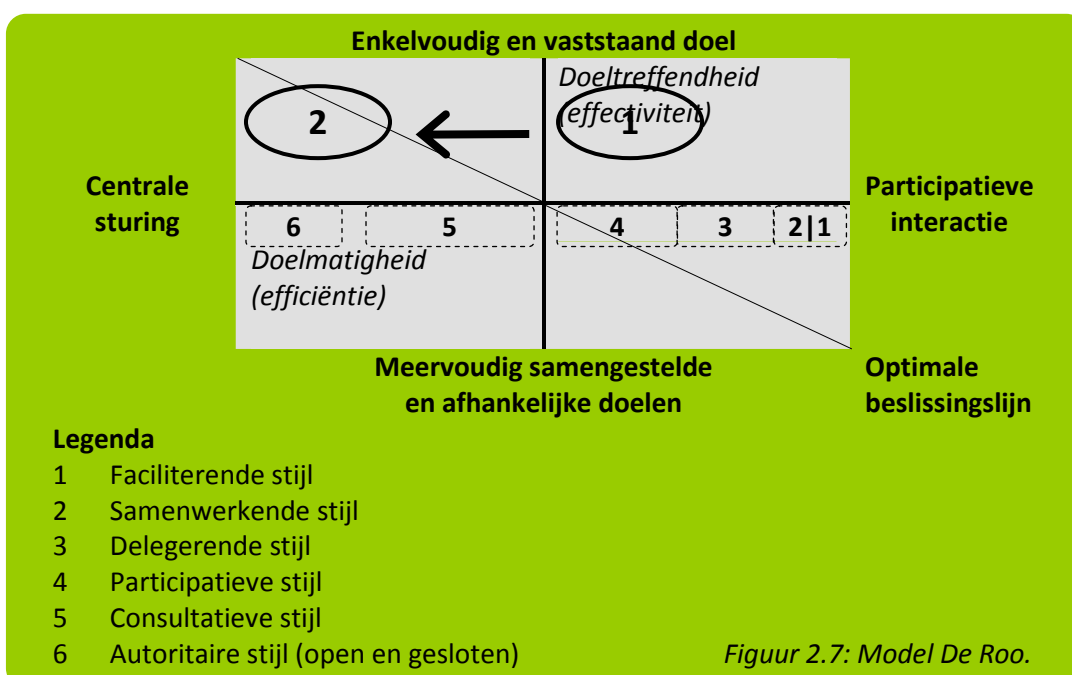 Enkelvoudig en vaststaand doel
Doeltreffendheid
(effectiviteit)
2
1
Centrale
sturing
Participatieve
interactie
6 5 4 3 2|1
Doelmatigheid
(efficiëntie)
Meervoudig samengestelde
en afhankelijke doelen
Optimale
beslissingslijn
Legenda
1 Faciliterende stijl
2 Samenwerkende stijl
3 Delegerende stijl
4 Participatieve stijl
5 Consultatieve stijl
6 Autoritaire stijl (open en gesloten)
Figuur 2.7: Model De Roo.